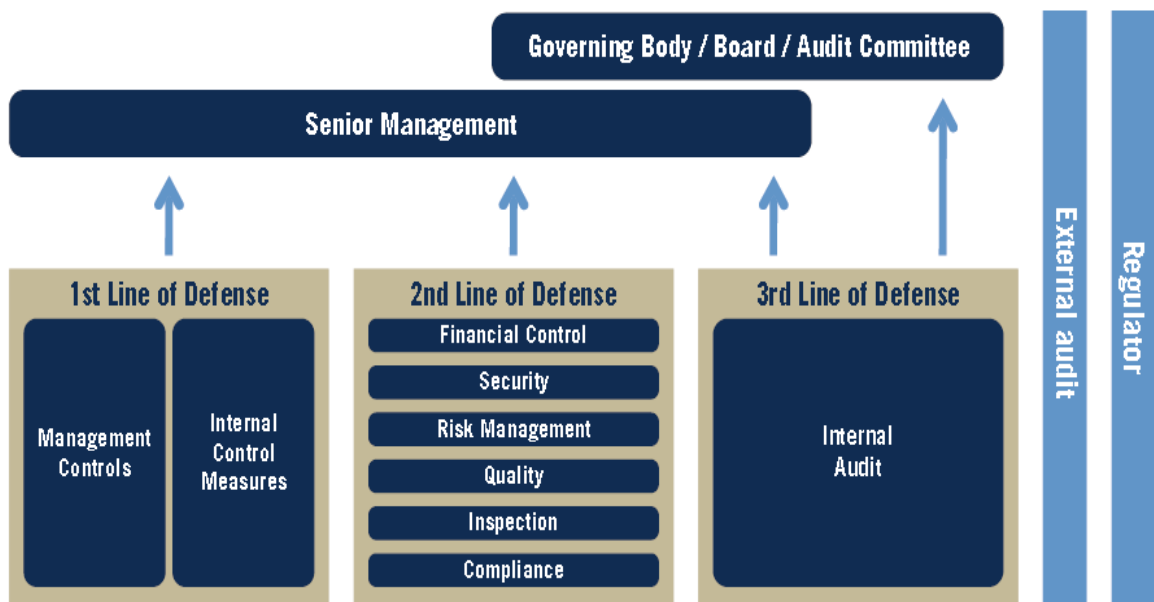 Governing Body / Board / Audit Committee
Senior Management
1st Line of Defense
Management
Controls
Internal
Control
Measures
2nd Line of Defense
Financial Control
Security
Risk Management
Quality
Inspection
Compliance
3rd Line of Defense
Internal
Audit
External audit
Regulator